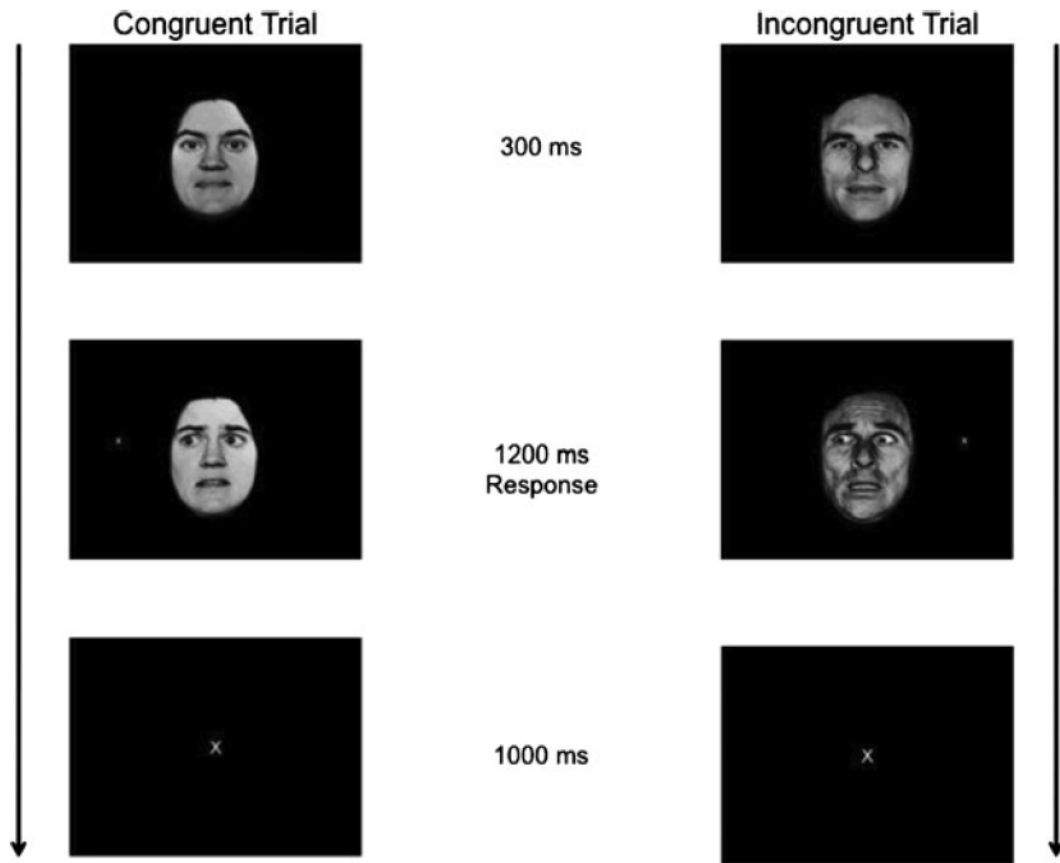 Congruent Trial
Incongruent Trial
300 ms
x
1200 ms
Response
x
X
1000 ms
X